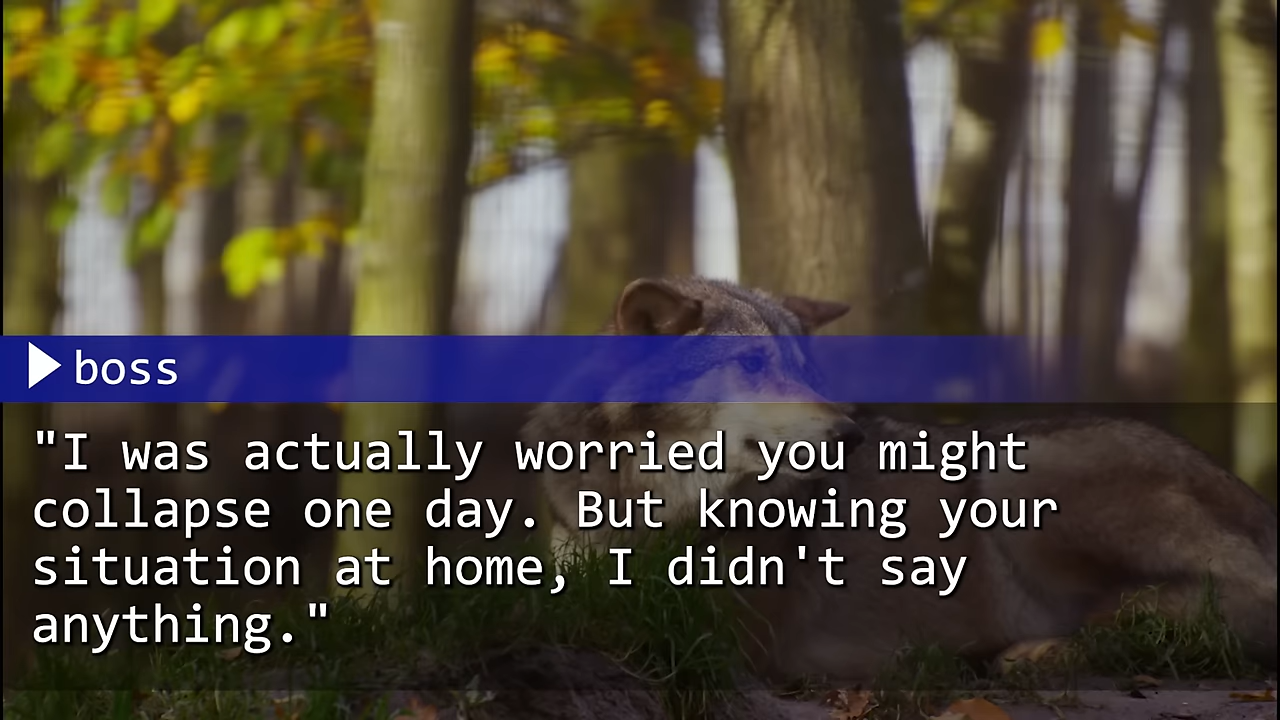 boss
"I was actually worried you might
collapse one day. But knowing your
situation at home, I didn't say
anything."